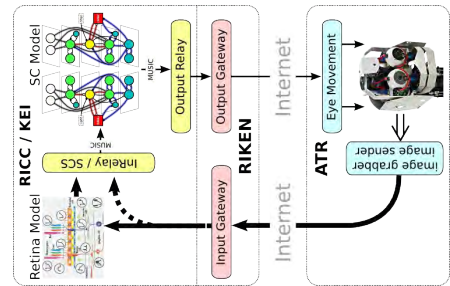 RICC / KEI
SC Model
Retina Model
MUSIC
MUSIC
InRelay / SCS
Output Relay
RIKEN
Output Gateway
Input Gateway
Internet
Internet
ATR
Eye Movement
image grabber
image sender